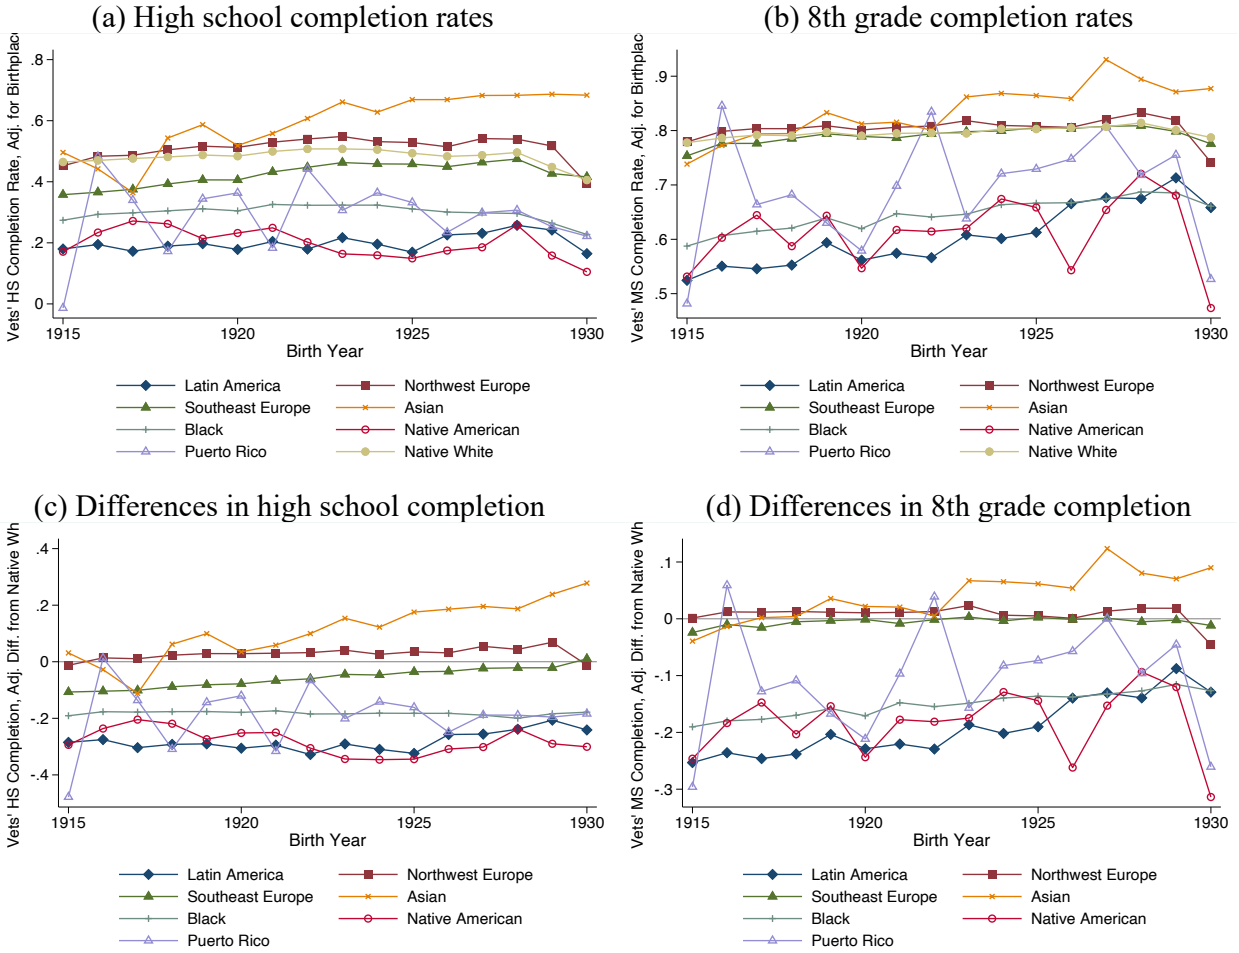 (a) High school completion rates
Vets' HS Completion Rate, Adj. for Birthplac
.8
.6
.4
.2
0
1915 1920 1925 1930
Birth Year
Latin America Northwest Europe
Southeast Europe Asian
Black Native American
Puerto Rico Native White
(b) 8th grade completion rates
Vets' MS Completion Rate, Adj. for Birthplac
.9
.8
.7
.6
.5
1915 1920 1925 1930
Birth Year
Latin America Northwest Europe
Southeast Europe Asian
Black Native American
Puerto Rico Native White
(c) Differences in high school completion
Vets' HS Completion, Adj. Diff. from Native Wh
.4
.2
0
-.2
-.4
1915 1920 1925 1930
Birth Year
Latin America Northwest Europe
Southeast Europe Asian
Black Native American
Puerto Rico
(d) Differences in 8th grade completion
Vets' MS Completion, Adj. Diff. from Native Wh
.1
0
-.1
-.2
-.3
1915 1920 1925 1930
Birth Year
Latin America Northwest Europe
Southeast Europe Asian
Black Native American
Puerto Rico